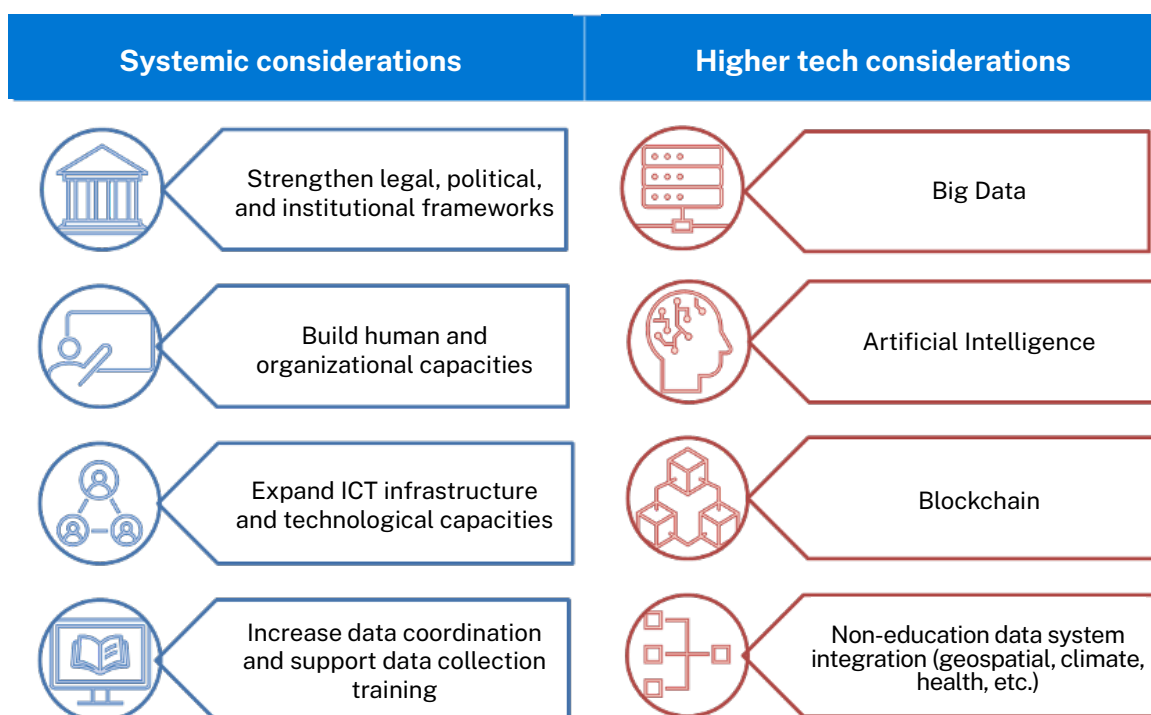 Systemic considerations
Higher tech considerations
Strengthen legal, political,
and institutional frameworks
Big Data
Build human and
organizational capacities
Artificial Intelligence
Expand ICT infrastructure
and technological capacities
Blockchain
Increase data coordination
and support data collection
training
Non-education data system
integration (geospatial, climate,
health, etc.)